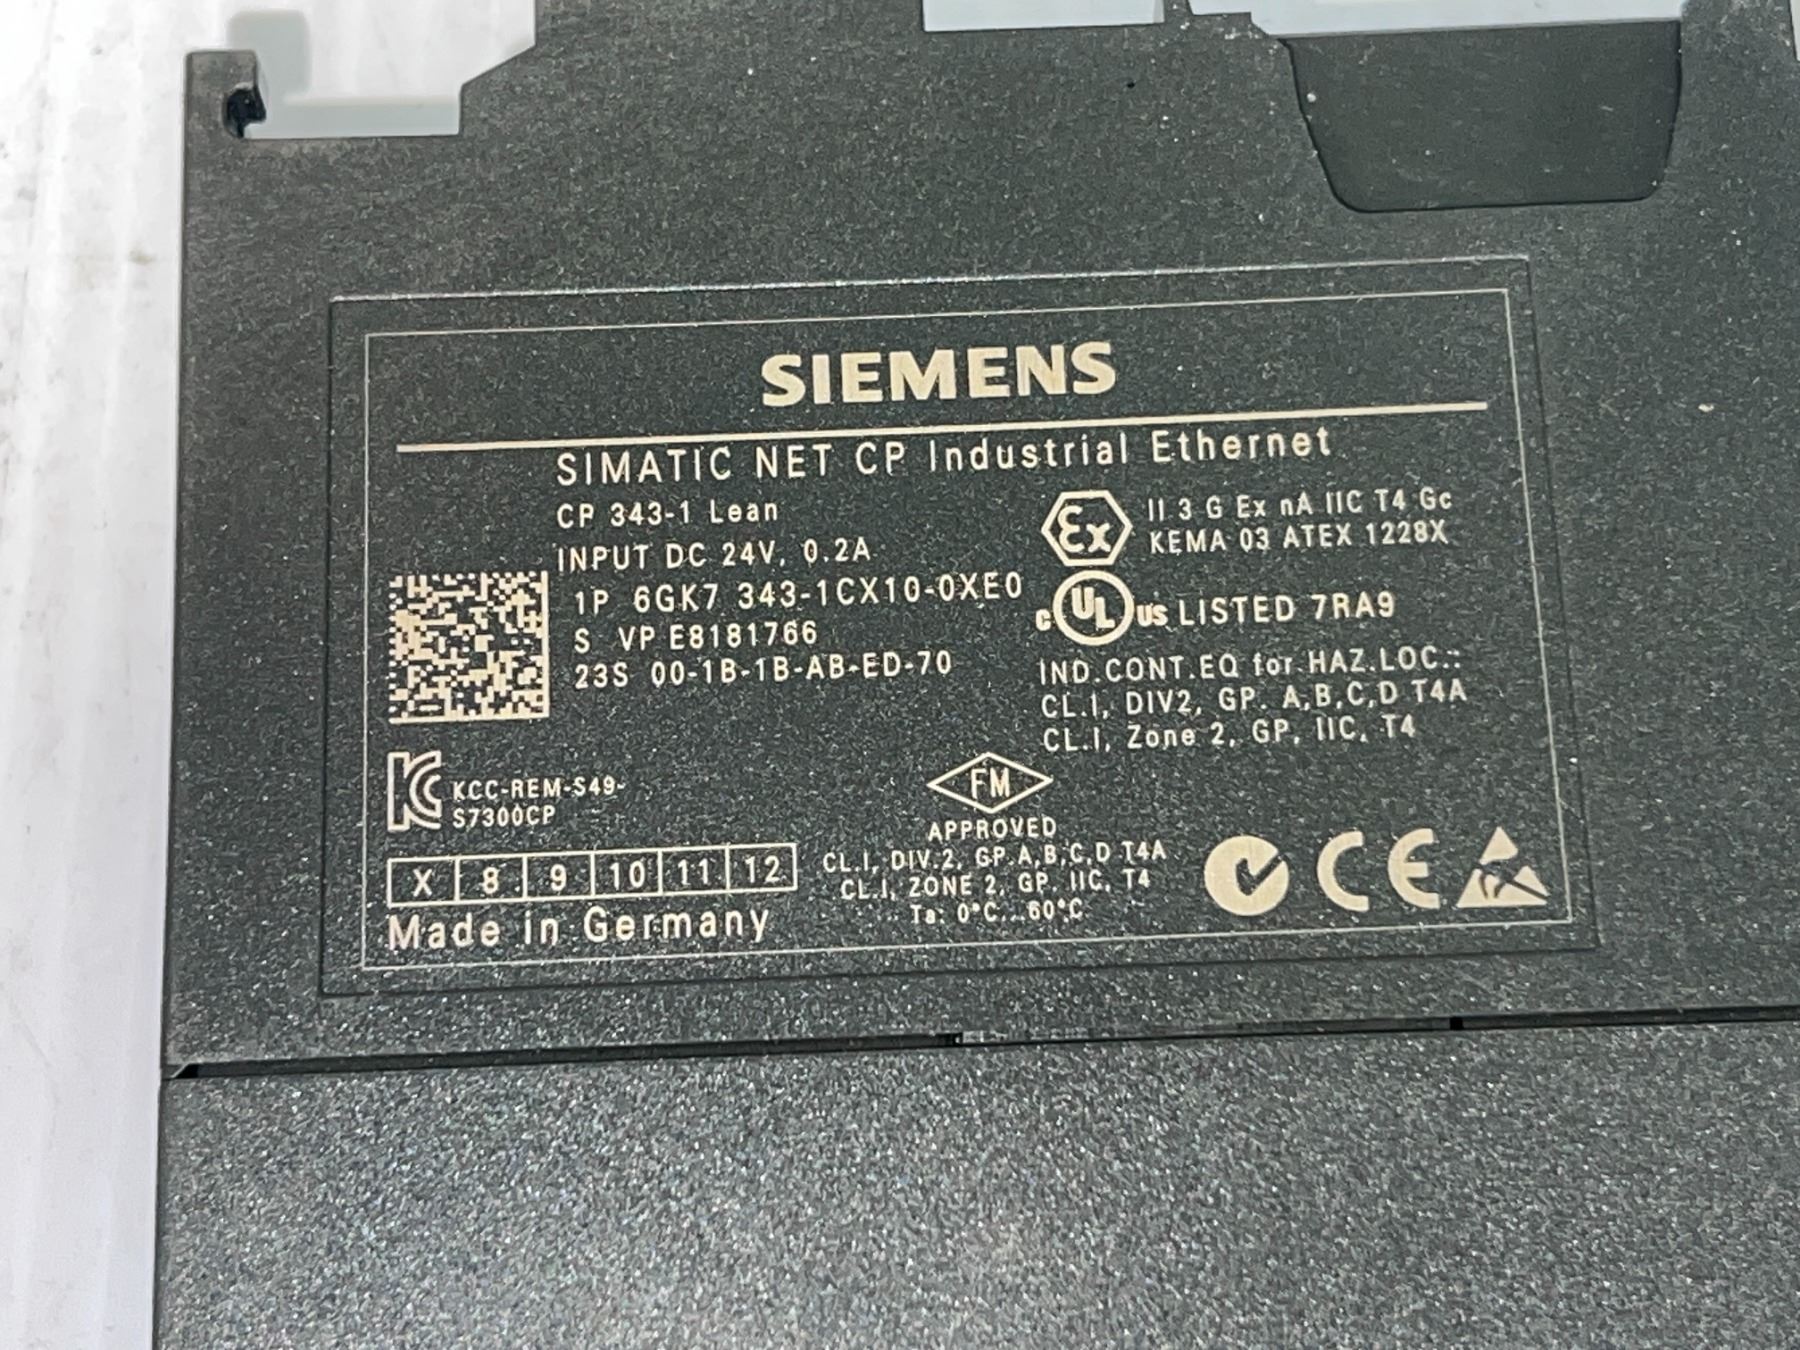 SIEMENS
SIMATIC NET CP Industrial Ethernet
CP 343-1 Lean
INPUT DC 24V, 0.2A
1P 6GK7 343-1CX10-0XE0
S VP E8181766
23S 00-1B-1B-AB-ED-70
Ex II 3 G Ex nA IIC T4 Gc
KEMA 03 ATEX 1228X
C UL US LISTED 7RA9
IND.CONT.EQ for.HAZ.LOC.:
CL.I, DIV2, GP. A,B,C,D T4A
CL.I, Zone 2, GP, IIC, T4
KCC-REM-S49-
S7300CP
FM
APPROVED
CL.I, DIV.2, GP.A,B,C,D T4A
CL.I, ZONE 2, GP. IIC, T4
Ta: 0°C...60°C
X 8 9 10 11 12
Made in Germany
CE